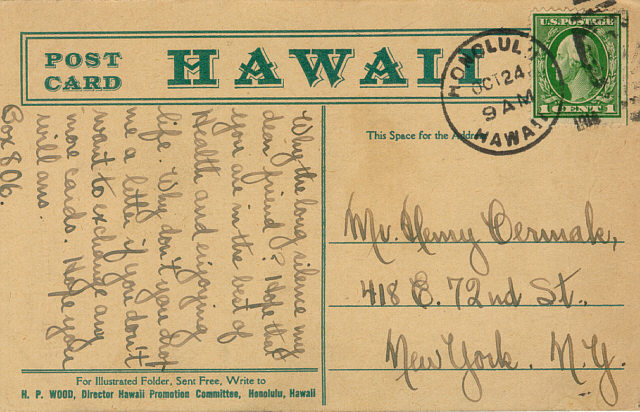 POST
CARD
HAWAII
U.S. POSTAGE
1 CENT 1
HONOLULU
OCT 24
9 AM
HAWAII
This Space for the Address
Why the long silence my
dear friend? Hope that
you are in the best of
Health and enjoying
life. Why don't you drop
me a little if you don't
want to exchange any
more cards. Hope you
will ans.
Box 806.
Mr. Henry Cermak,
418 E. 72nd St.,
New York. N.Y.
For Illustrated Folder, Sent Free, Write to
H. P. WOOD, Director Hawaii Promotion Committee, Honolulu, Hawaii